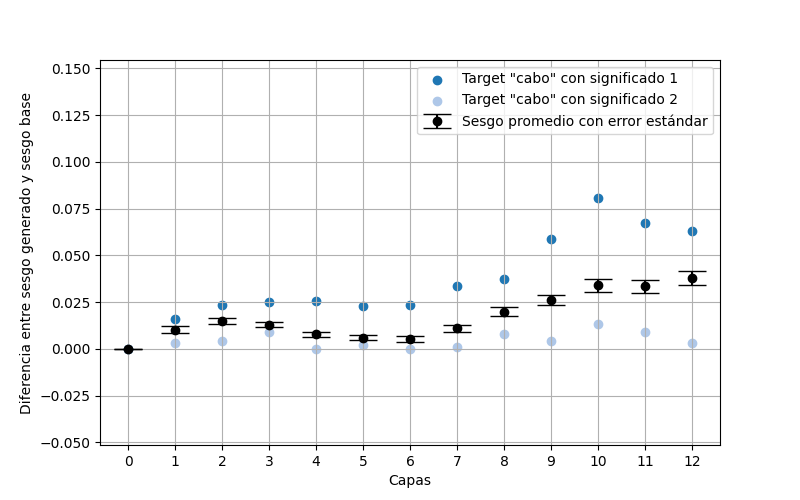 0.150
0.125
0.100
0.075
0.050
0.025
0.000
−0.025
−0.050
Diferencia entre sesgo generado y sesgo base
Target "cabo" con significado 1
Target "cabo" con significado 2
Sesgo promedio con error estándar
0 1 2 3 4 5 6 7 8 9 10 11 12
Capas